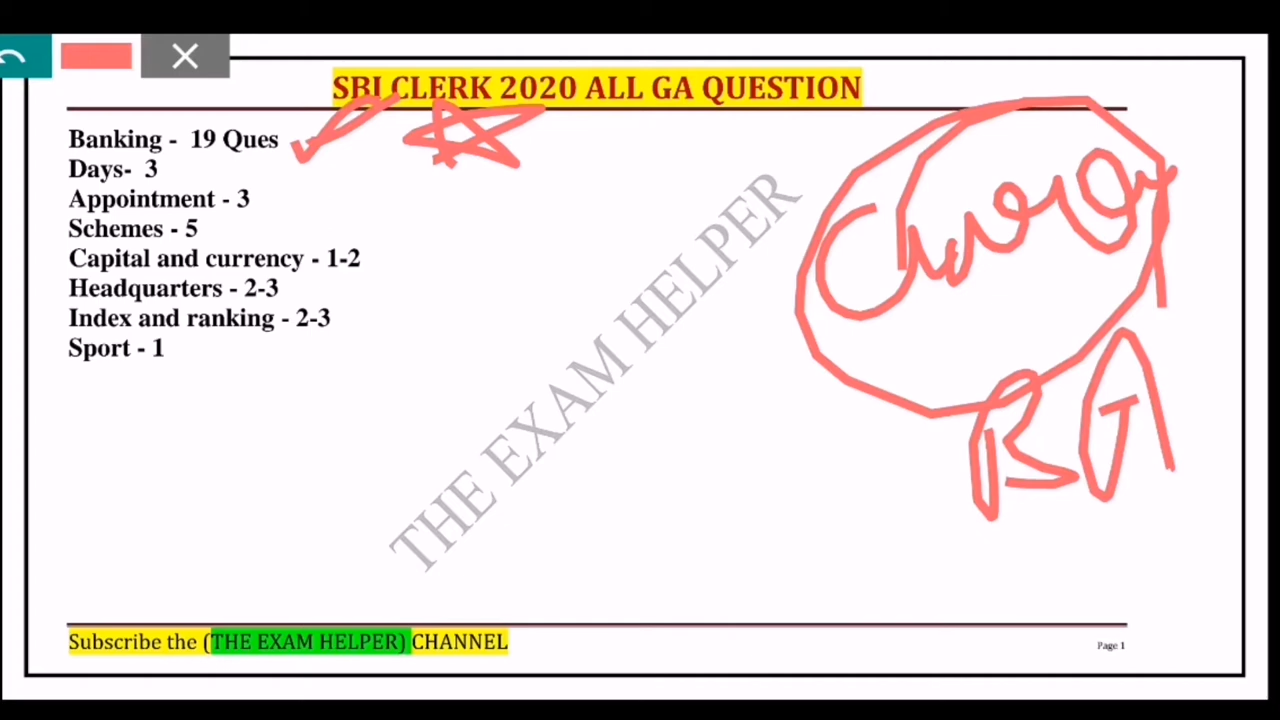 SBI CLERK 2020 ALL GA QUESTION
Banking - 19 Ques
Days- 3
Appointment - 3
Schemes - 5
Capital and currency - 1-2
Headquarters - 2-3
Index and ranking - 2-3
Sport - 1
THE EXAM HELPER
Subscribe the (THE EXAM HELPER) CHANNEL
Page 1